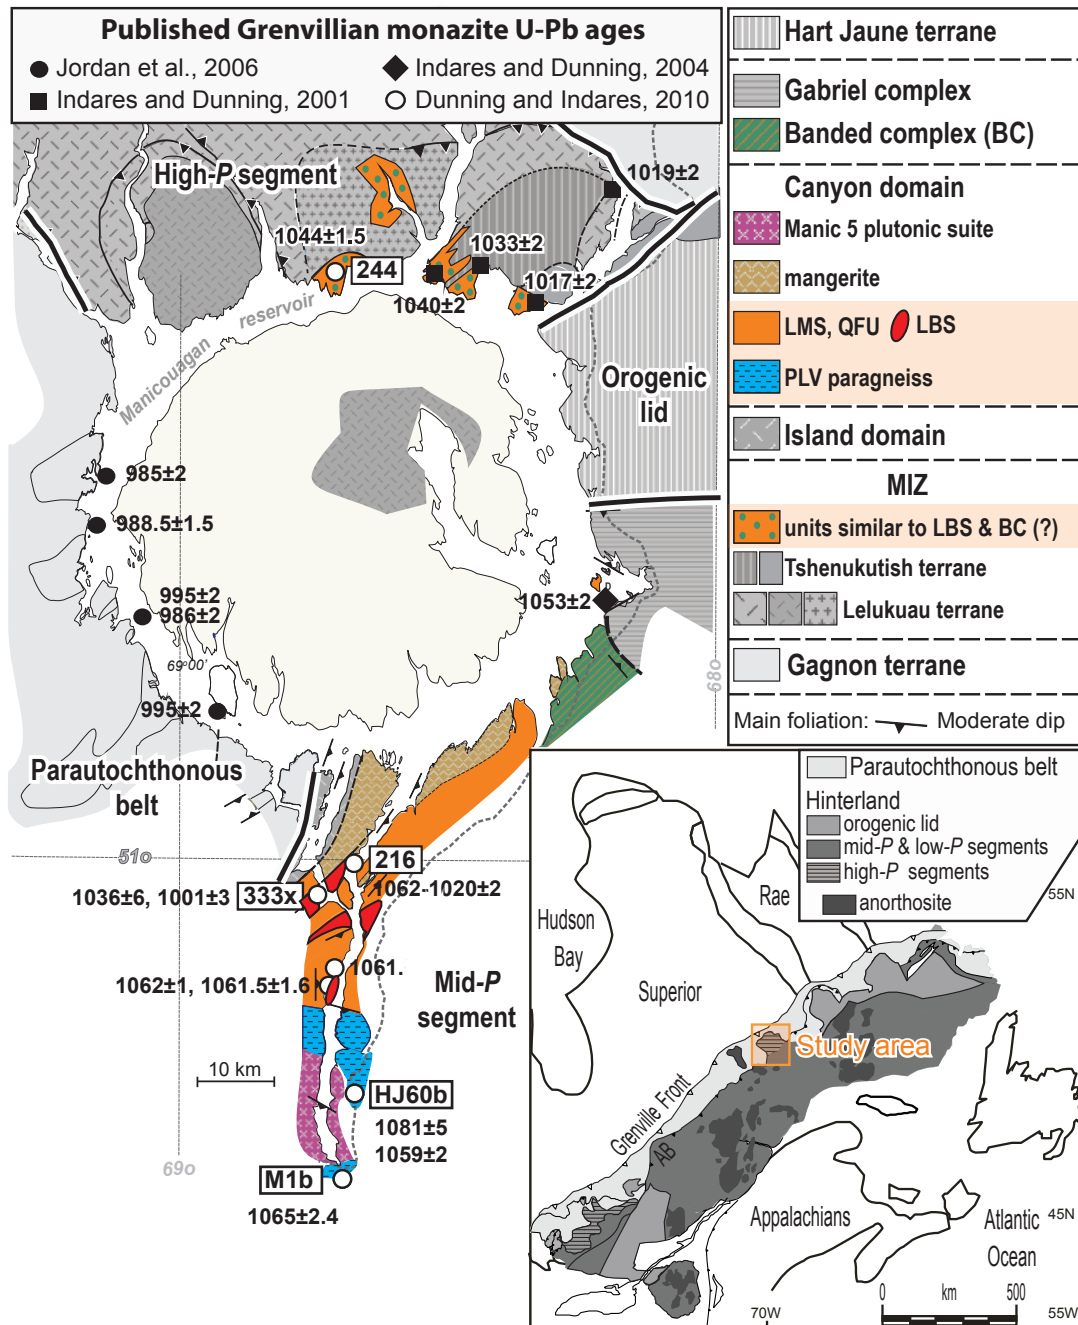 Published Grenvillian monazite U-Pb ages
Jordan et al., 2006
Indares and Dunning, 2004
Indares and Dunning, 2001
Dunning and Indares, 2010
High-P segment
1019±2
1044±1.5
1033±2
244
1017±2
1040±2
Manicouagan reservoir
Orogenic
lid
985±2
988.5±1.5
995±2
986±2
1053±2
69°00'
68o
995±2
Parautochthonous
belt
51o
216
1062-1020±2
1036±6, 1001±3
333x
1061.
1062±1, 1061.5±1.6
Mid-P
segment
10 km
HJ60b
1081±5
1059±2
69o
M1b
1065±2.4
Hart Jaune terrane
Gabriel complex
Banded complex (BC)
Canyon domain
Manic 5 plutonic suite
mangerite
LMS, QFU
LBS
PLV paragneiss
Island domain
MIZ
units similar to LBS & BC (?)
Tshenukutish terrane
Lelukuau terrane
Gagnon terrane
Main foliation:
Moderate dip
Parautochthonous belt
Hinterland
orogenic lid
mid-P & low-P segments
high-P segments
anorthosite
55N
Rae
Hudson
Bay
Superior
Study area
Grenville Front
AB
Appalachians
Atlantic
Ocean
45N
0 km 500
70W
55W